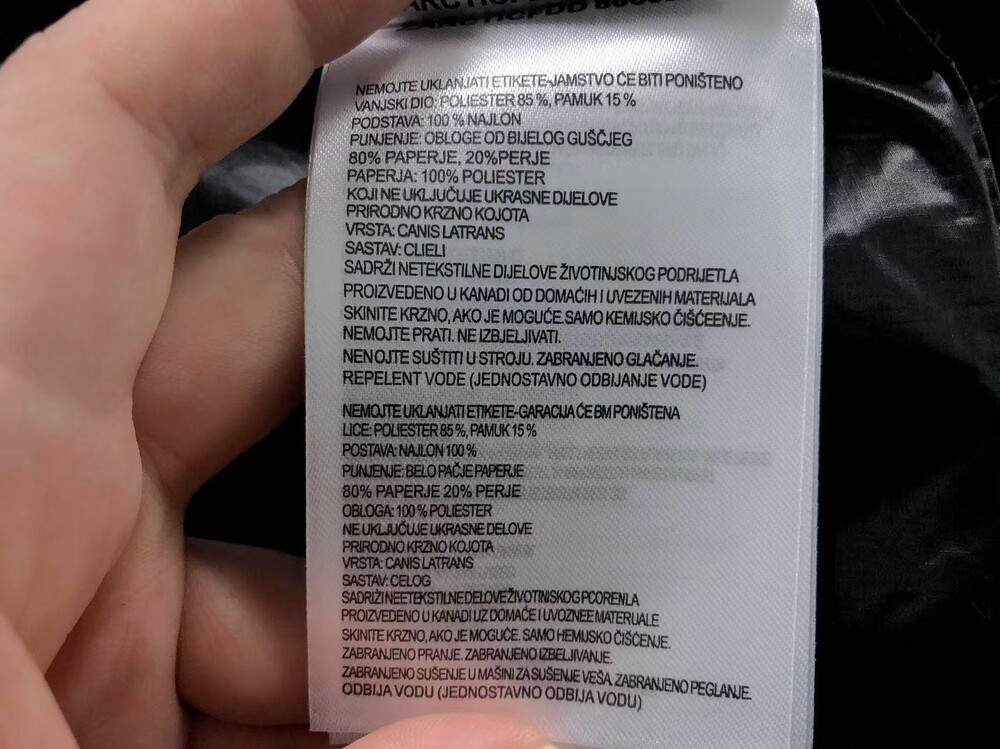 NEMOJTE UKLANJATI ETIKETE-JAMSTVO ĆE BITI PONIŠTENO
VANJSKI DIO: POLIESTER 85 %, PAMUK 15 %
PODSTAVA: 100 % NAJLON
PUNJENJE: OBLOGE OD BIJELOG GUŠČJEG
80% PAPERJE, 20%PERJE
PAPERJA: 100% POLIESTER
KOJI NE UKLJUČUJE UKRASNE DIJELOVE
PRIRODNO KRZNO KOJOTA
VRSTA: CANIS LATRANS
SASTAV: CLIELI
SADRŽI NETEKSTILNE DIJELOVE ŽIVOTINJSKOG PODRIJETLA
PROIZVEDENO U KANADI OD DOMAĆIH I UVEZENIH MATERIJALA
SKINITE KRZNO, AKO JE MOGUĆE. SAMO KEMIJSKO ČIŠĆEENJE.
NEMOJTE PRATI. NE IZBJELJIVATI.
NENOJTE SUŠTITI U STROJU. ZABRANJENO GLAČANJE.
REPELENT VODE (JEDNOSTAVNO ODBIJANJE VODE)
NEMOJTE UKLANJATI ETIKETE-GARACIJA ĆE BM PONIŠTENA
LICE: POLIESTER 85 %, PAMUK 15 %
POSTAVA: NAJLON 100 %
PUNJENJE: BELO PAČJE PAPERJE
80% PAPERJE 20% PERJE
OBLOGA: 100 % POLIESTER
NE UKLJUČUJE UKRASNE DELOVE
PRIRODNO KRZNO KOJOTA
VRSTA: CANIS LATRANS
SASTAV: CELOG
SADRŽI NEETEKSTILNE DELOVE ŽIVOTINJSKOG PCORENLA
PROIZVEDENO U KANADI UZ DOMAĆE I UVOZNEE MATERUALE
SKINITE KRZNO, AKO JE MOGUĆE. SAMO HEMIJSKO ČIŠĆENJE.
ZABRANJENO PRANJE. ZABRANJENO IZBELJIVANJE.
ZABRANJENO SUŠENJE U MAŠINI ZA SUŠENJE VEŠA. ZABRANJENO PEGLANJE.
ODBIJA VODU (JEDNOSTAVNO ODBIJA VODU)